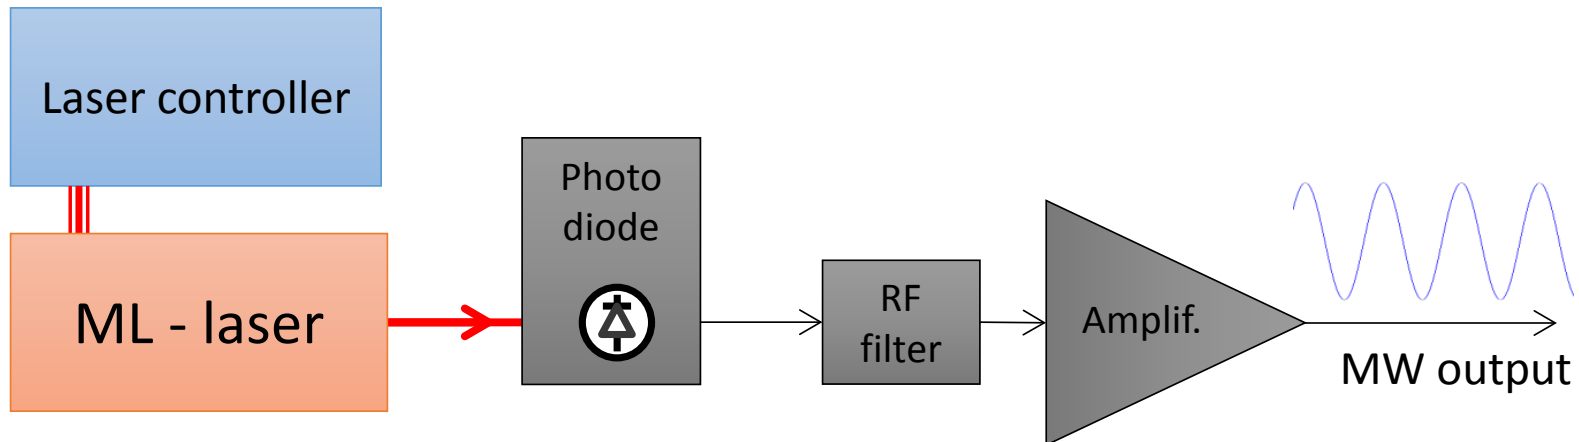 Laser controller
ML - laser
Photo
diode
RF
filter
Amplif.
MW output